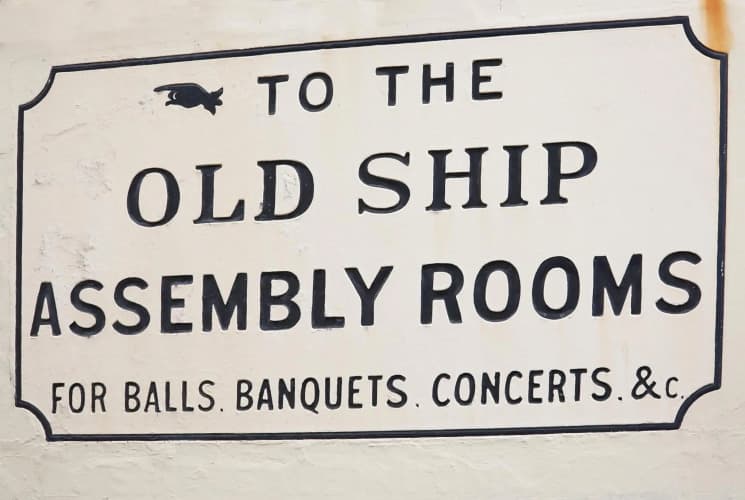 TO THE
OLD SHIP
ASSEMBLY ROOMS
FOR BALLS. BANQUETS. CONCERTS. &c.